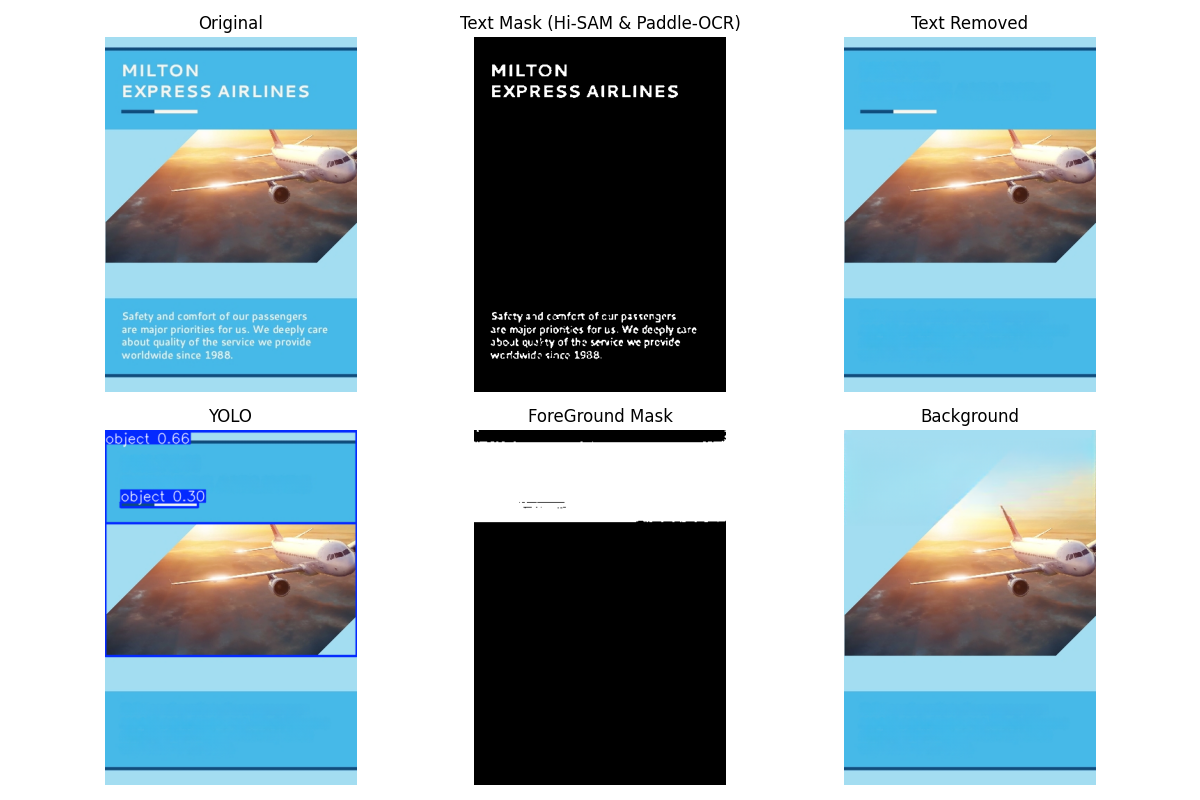 Original
Text Mask (Hi-SAM & Paddle-OCR)
Text Removed
MILTON
EXPRESS AIRLINES
Safety and comfort of our passengers
are major priorities for us. We deeply care
about quality of the service we provide
worldwide since 1988.
MILTON
EXPRESS AIRLINES
Safety and comfort of our passengers
are major priorities for us. We deeply care
about quality of the service we provide
worldwide since 1988.
YOLO
ForeGround Mask
Background
object 0.66
object 0.30